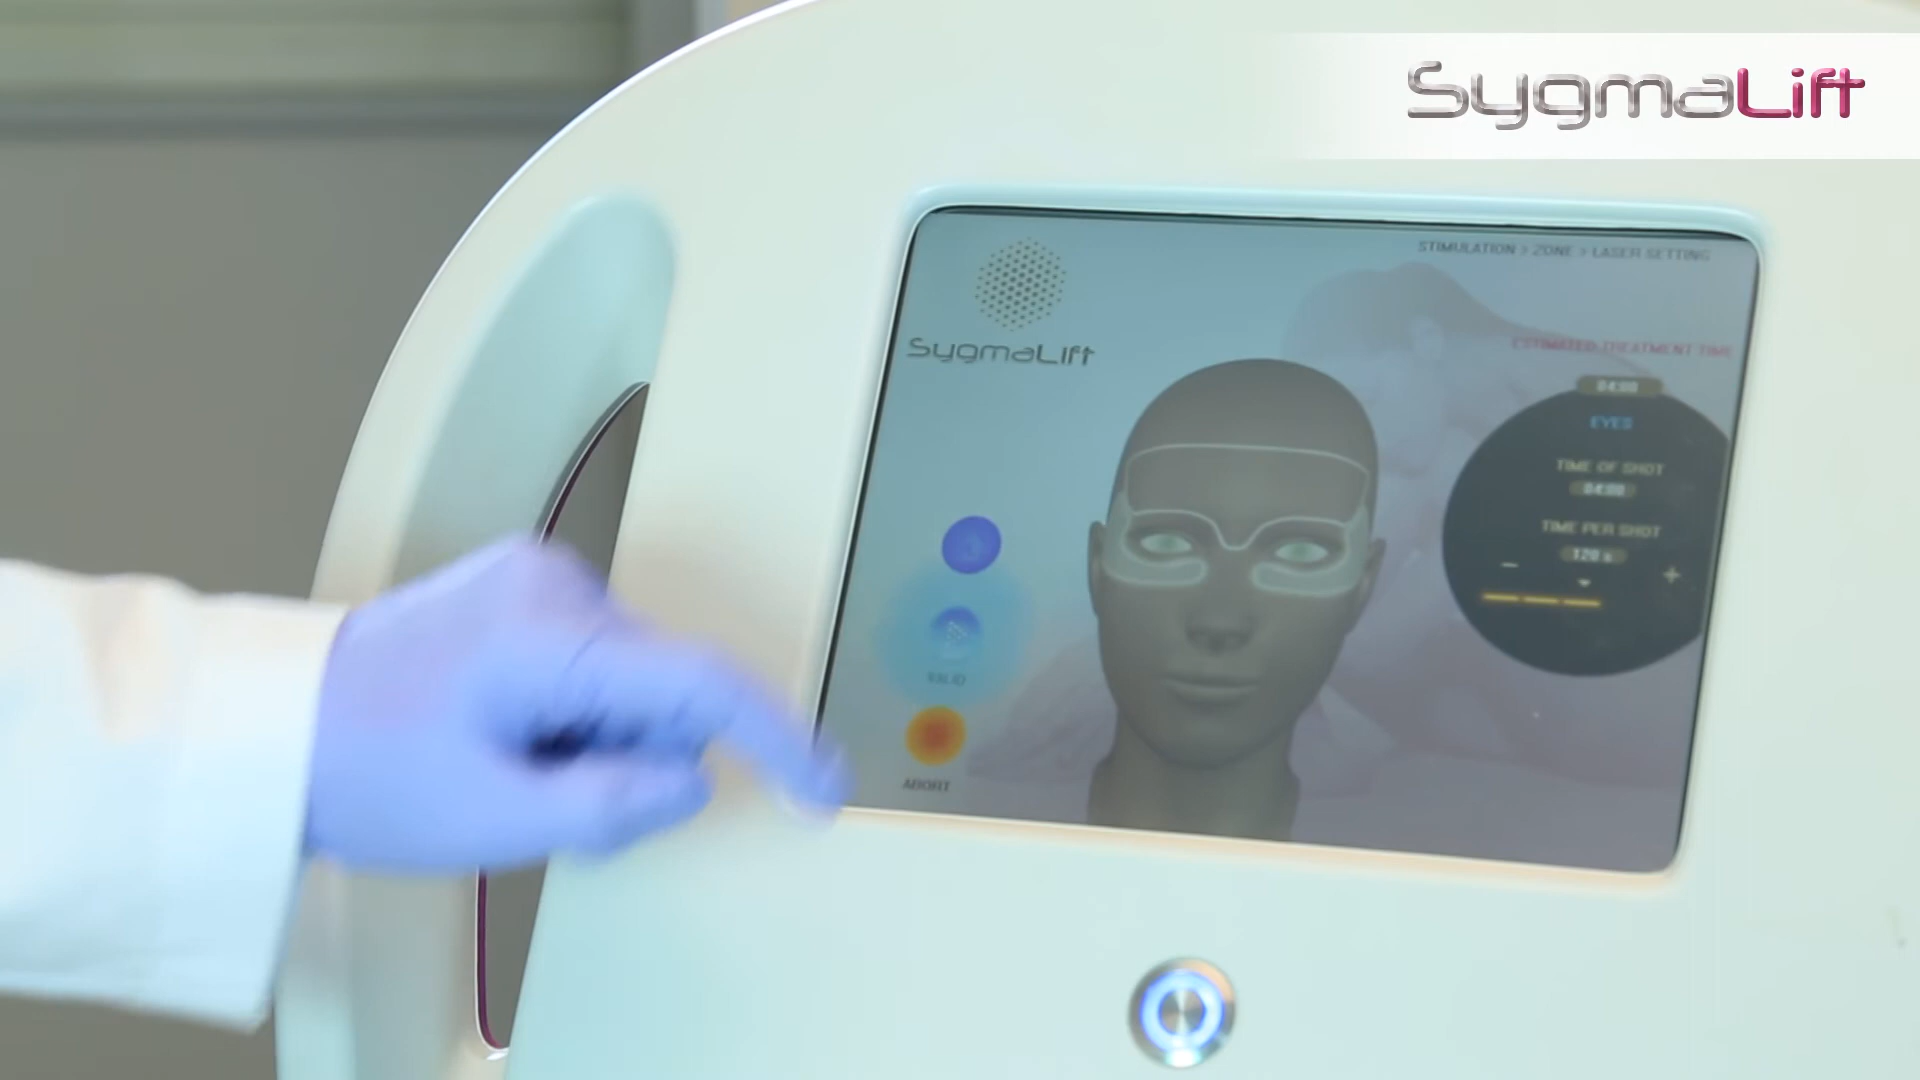 SygmaLift
STIMULATION > ZONE > LASER SETTING
SygmaLift
ESTIMATED TREATMENT TIME
04:00
EYES
TIME OF SHOT
04:00
TIME PER SHOT
120 s
- +
VALID
ABORT